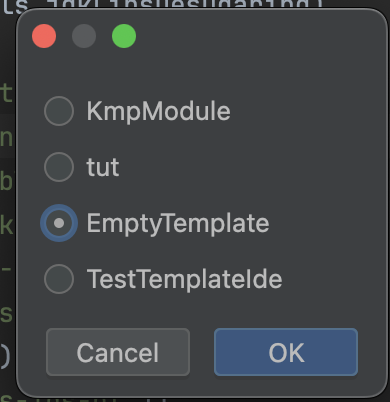 KmpModule
tut
EmptyTemplate
TestTemplateIde
Cancel
OK